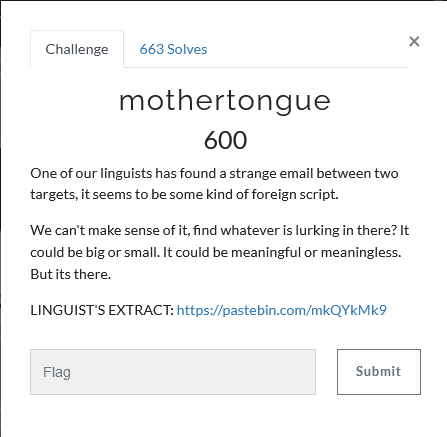 Challenge
663 Solves
×
mothertongue
600
One of our linguists has found a strange email between two
targets, it seems to be some kind of foreign script.
We can't make sense of it, find whatever is lurking in there? It
could be big or small. It could be meaningful or meaningless.
But its there.
LINGUIST'S EXTRACT: https://pastebin.com/mkQYkMk9
Flag
Submit